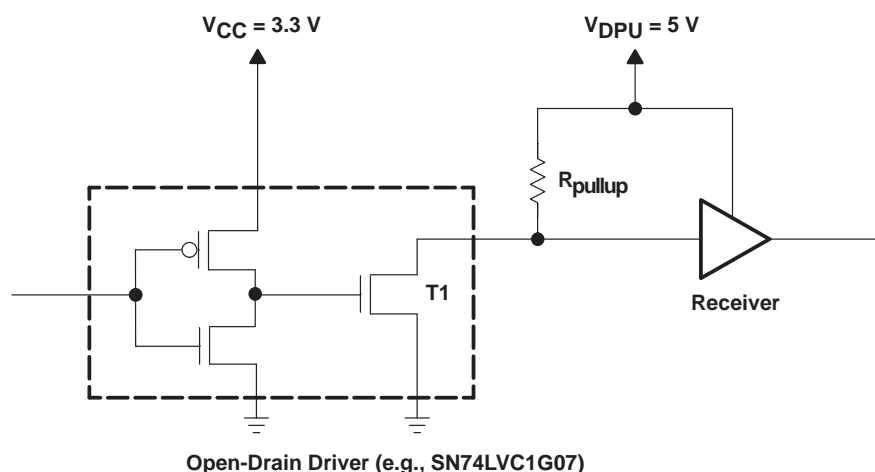 VCC = 3.3 V
VDPU = 5 V
Rpullup
T1
Receiver
Open-Drain Driver (e.g., SN74LVC1G07)